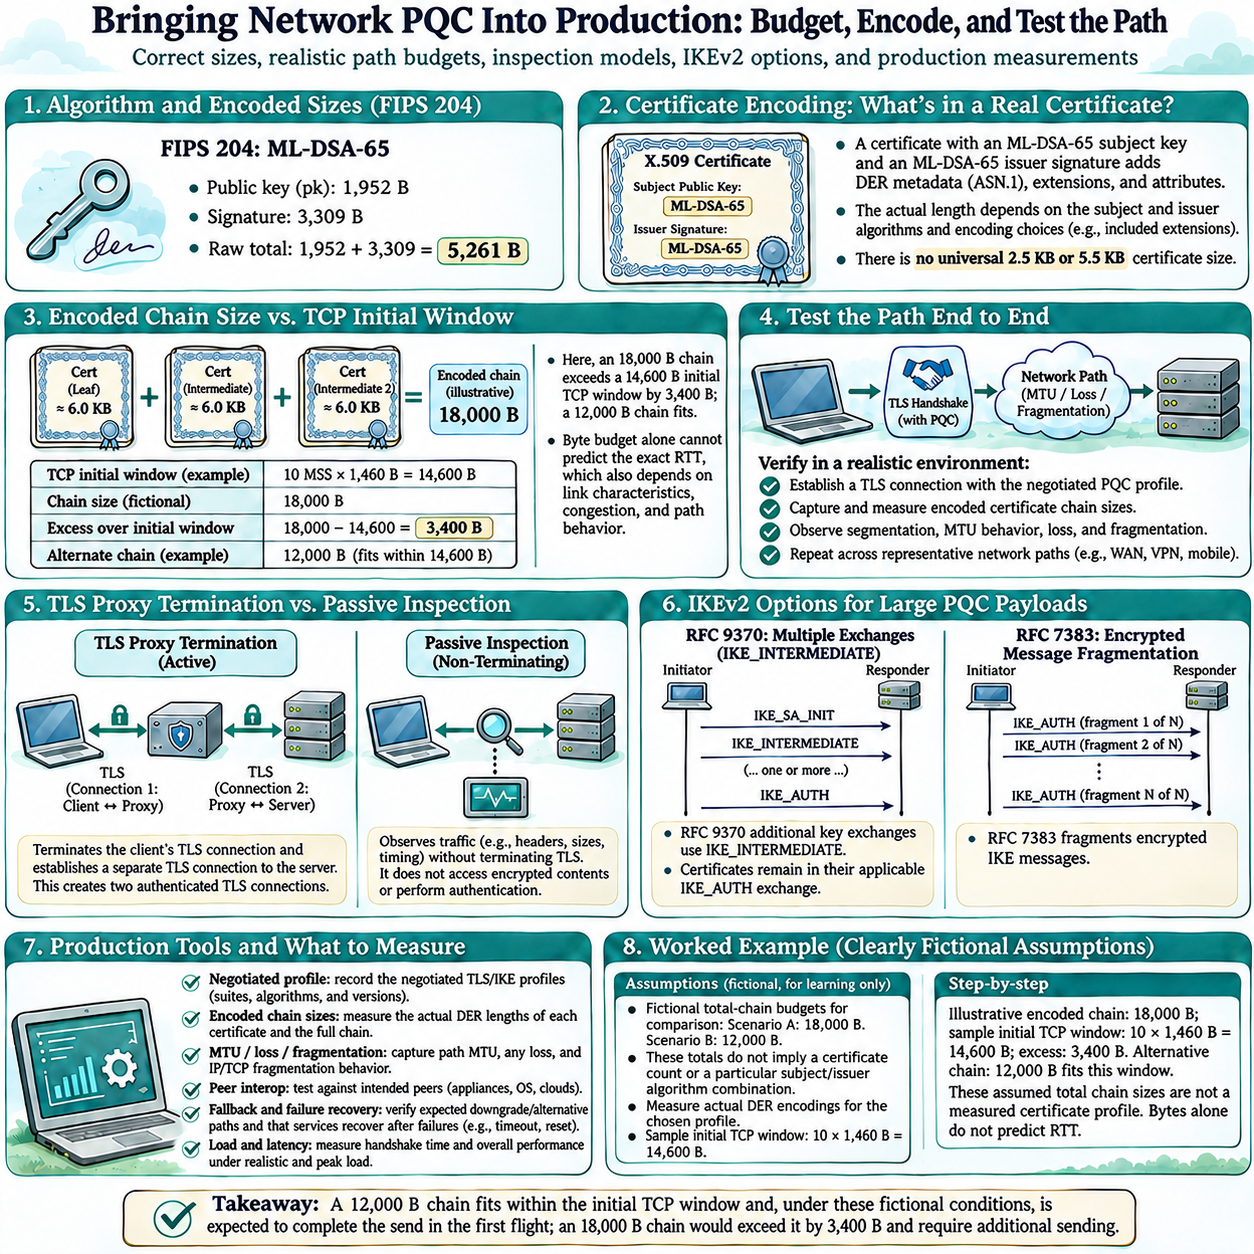 Bringing Network PQC Into Production: Budget, Encode, and Test the Path
Correct sizes, realistic path budgets, inspection models, IKEv2 options, and production measurements
1. Algorithm and Encoded Sizes (FIPS 204)
FIPS 204: ML-DSA-65
• Public key (pk): 1,952 B
• Signature: 3,309 B
• Raw total: 1,952 + 3,309 = 5,261 B
2. Certificate Encoding: What's in a Real Certificate?
X.509 Certificate
Subject Public Key:
ML-DSA-65
Issuer Signature:
ML-DSA-65
• A certificate with an ML-DSA-65 subject key
and an ML-DSA-65 issuer signature adds
DER metadata (ASN.1), extensions, and attributes.
• The actual length depends on the subject and issuer
algorithms and encoding choices (e.g., included extensions).
• There is no universal 2.5 KB or 5.5 KB certificate size.
3. Encoded Chain Size vs. TCP Initial Window
Cert
(Leaf)
≈ 6.0 KB
+
Cert
(Intermediate)
≈ 6.0 KB
+
Cert
(Intermediate 2)
≈ 6.0 KB
=
Encoded chain
(illustrative)
18,000 B
TCP initial window (example) 10 MSS × 1,460 B = 14,600 B
Chain size (fictional) 18,000 B
Excess over initial window 18,000 – 14,600 = 3,400 B
Alternate chain (example) 12,000 B (fits within 14,600 B)
• Here, an 18,000 B chain
exceeds a 14,600 B initial
TCP window by 3,400 B;
a 12,000 B chain fits.
• Byte budget alone cannot
predict the exact RTT,
which also depends on
link characteristics,
congestion, and path
behavior.
4. Test the Path End to End
TLS Handshake
(with PQC)
Network Path
(MTU / Loss /
Fragmentation)
Verify in a realistic environment:
Establish a TLS connection with the negotiated PQC profile.
Capture and measure encoded certificate chain sizes.
Observe segmentation, MTU behavior, loss, and fragmentation.
Repeat across representative network paths (e.g., WAN, VPN, mobile).
5. TLS Proxy Termination vs. Passive Inspection
TLS Proxy Termination
(Active)
TLS
(Connection 1:
Client ↔ Proxy)
TLS
(Connection 2:
Proxy ↔ Server)
Terminates the client's TLS connection and
establishes a separate TLS connection to the server.
This creates two authenticated TLS connections.
Passive Inspection
(Non-Terminating)
Observes traffic (e.g., headers, sizes,
timing) without terminating TLS.
It does not access encrypted contents
or perform authentication.
6. IKEv2 Options for Large PQC Payloads
RFC 9370: Multiple Exchanges
(IKE_INTERMEDIATE)
Initiator Responder
IKE_SA_INIT
IKE_INTERMEDIATE
(... one or more ...)
IKE_AUTH
• RFC 9370 additional key exchanges
use IKE_INTERMEDIATE.
• Certificates remain in their applicable
IKE_AUTH exchange.
RFC 7383: Encrypted
Message Fragmentation
Initiator Responder
IKE_AUTH (fragment 1 of N)
IKE_AUTH (fragment 2 of N)
⋮
IKE_AUTH (fragment N of N)
• RFC 7383 fragments encrypted
IKE messages.
7. Production Tools and What to Measure
Negotiated profile: record the negotiated TLS/IKE profiles
(suites, algorithms, and versions).
Encoded chain sizes: measure the actual DER lengths of each
certificate and the full chain.
MTU / loss / fragmentation: capture path MTU, any loss, and
IP/TCP fragmentation behavior.
Peer interop: test against intended peers (appliances, OS, clouds).
Fallback and failure recovery: verify expected downgrade/alternative
paths and that services recover after failures (e.g., timeout, reset).
Load and latency: measure handshake time and overall performance
under realistic and peak load.
8. Worked Example (Clearly Fictional Assumptions)
Assumptions (fictional, for learning only)
• Fictional total-chain budgets for
comparison: Scenario A: 18,000 B.
Scenario B: 12,000 B.
• These totals do not imply a certificate
count or a particular subject/issuer
algorithm combination.
• Measure actual DER encodings for the
chosen profile.
• Sample initial TCP window: 10 × 1,460 B =
14,600 B.
Step-by-step
Illustrative encoded chain: 18,000 B;
sample initial TCP window: 10 × 1,460 B =
14,600 B; excess: 3,400 B. Alternative
chain: 12,000 B fits this window.
These assumed total chain sizes are not a
measured certificate profile. Bytes alone
do not predict RTT.
Takeaway: A 12,000 B chain fits within the initial TCP window and, under these fictional conditions, is
expected to complete the send in the first flight; an 18,000 B chain would exceed it by 3,400 B and require additional sending.